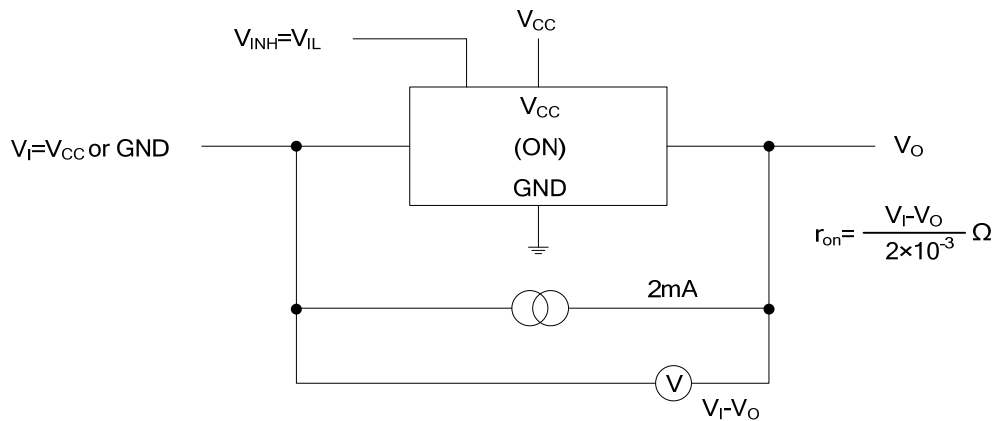 V_CC
V_INH=V_IL
V_CC
V_I=V_CC or GND
(ON)
V_O
GND
r_on= V_I-V_O / 2×10^-3 Ω
2mA
V
V_I-V_O